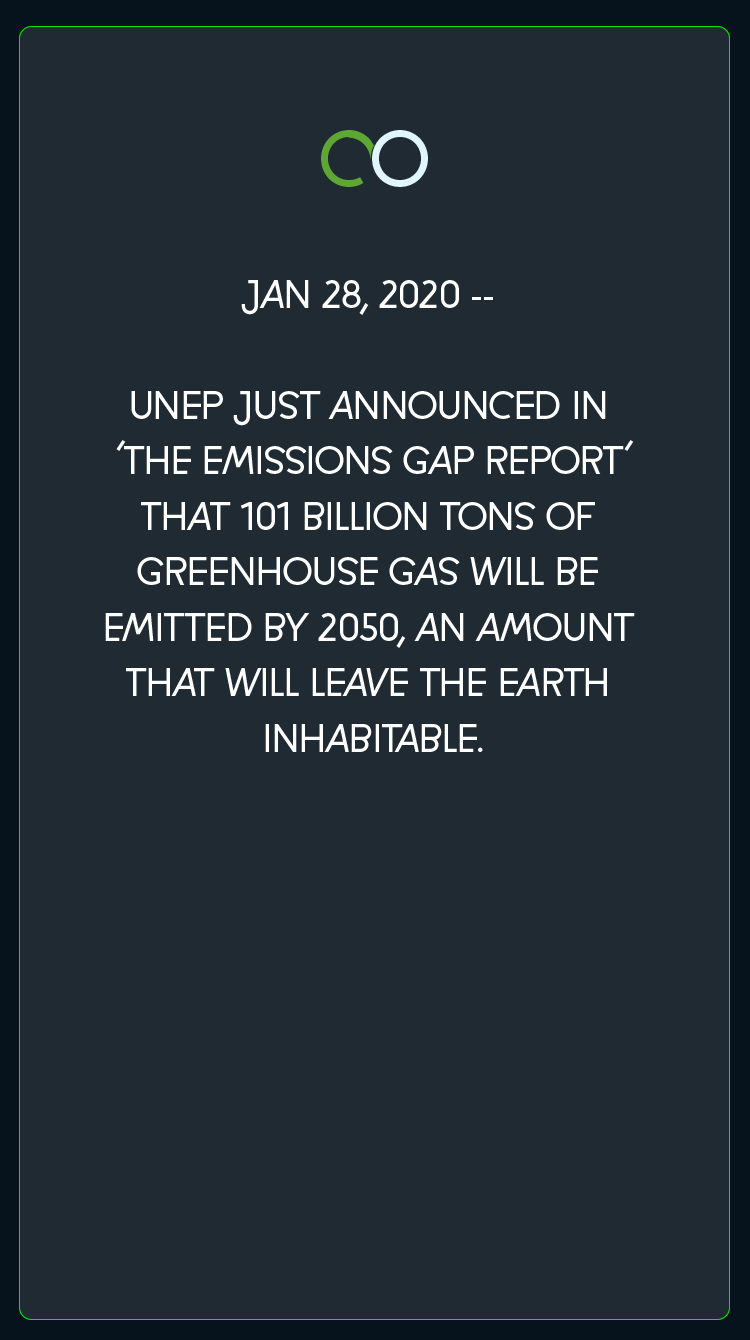 JAN 28, 2020 --
UNEP JUST ANNOUNCED IN
'THE EMISSIONS GAP REPORT'
THAT 101 BILLION TONS OF
GREENHOUSE GAS WILL BE
EMITTED BY 2050, AN AMOUNT
THAT WILL LEAVE THE EARTH
INHABITABLE.